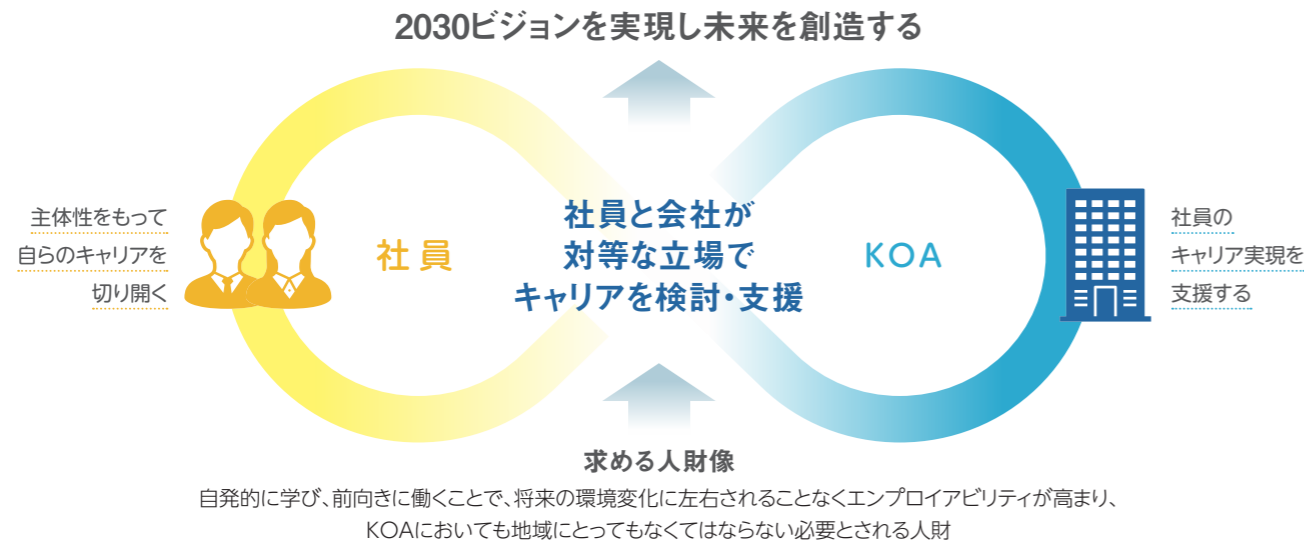 2030ビジョンを実現し未来を創造する
主体性をもって
自らのキャリアを
切り開く
社員
社員と会社が
対等な立場で
キャリアを検討・支援
KOA
社員の
キャリア実現を
支援する
求める人財像
自発的に学び、前向きに働くことで、将来の環境変化に左右されることなくエンプロイアビリティが高まり、
KOAにおいても地域にとってもなくてはならない必要とされる人財